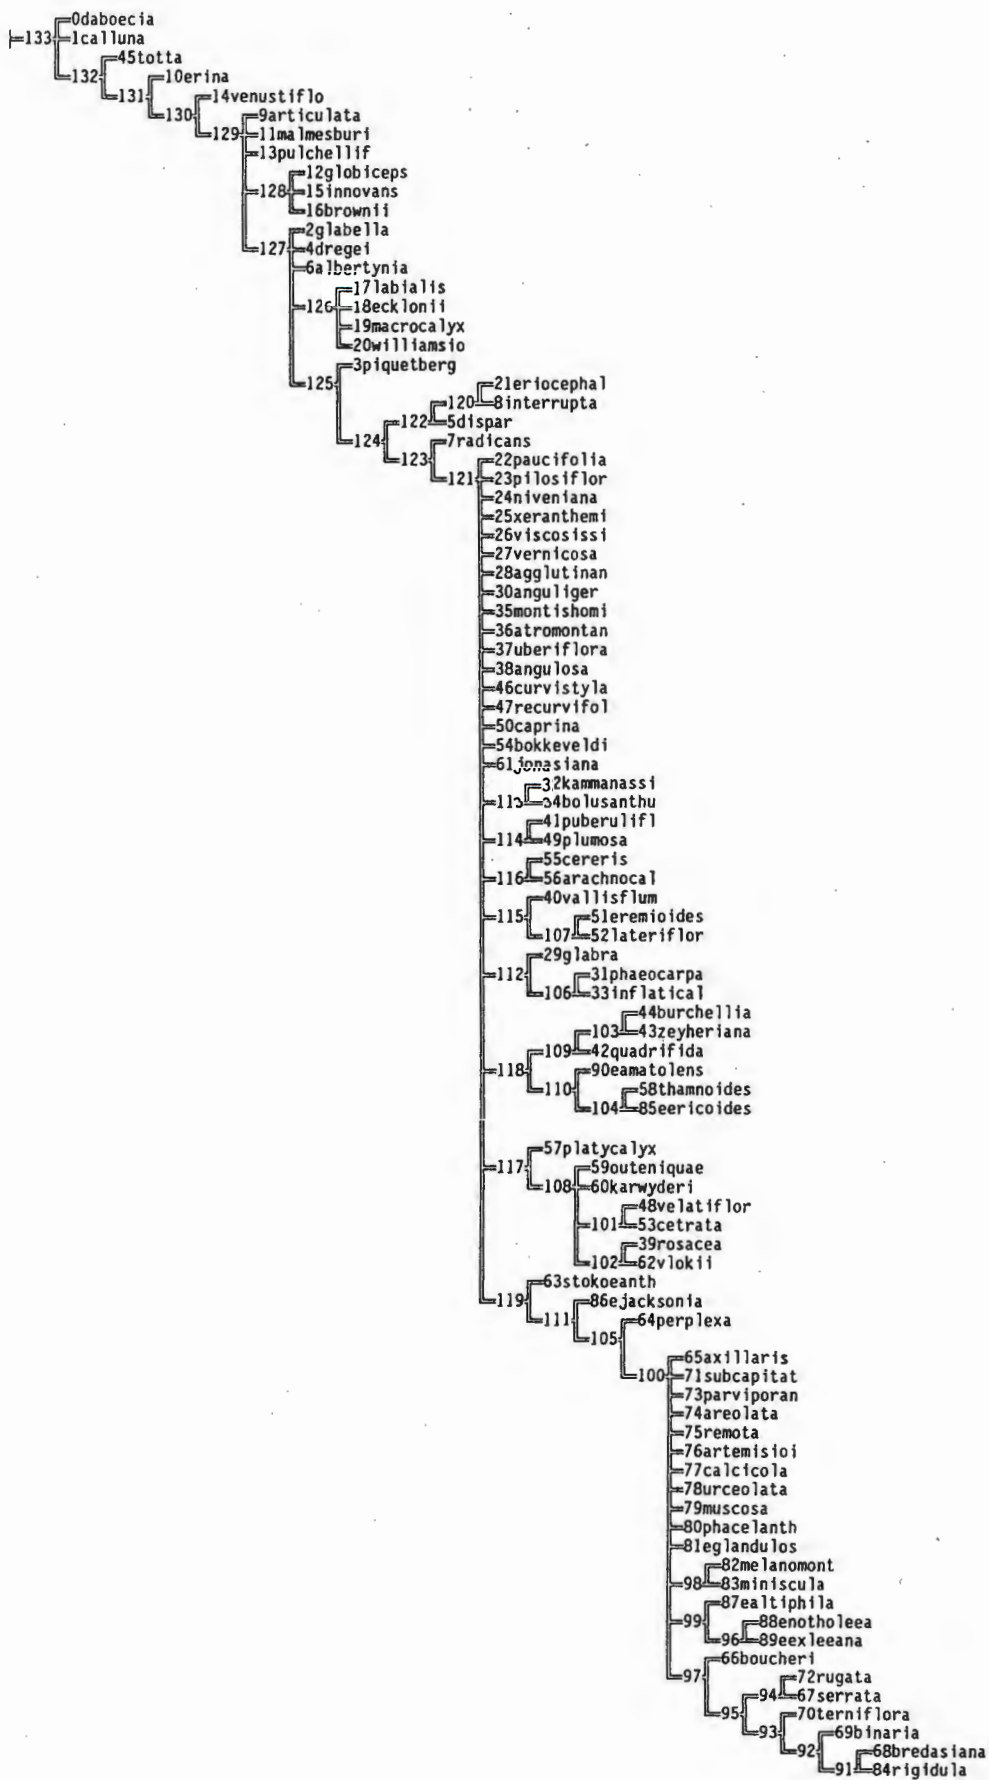 0daboecia
133 1calluna
45totta
132 10erina
131 14venustiflo
130 9articulata
129 11malmesburi
13pulchellif
12globiceps
128 15innovans
16brownii
2glabella
127 4dregei
6albertynia
17labialis
126 18ecklonii
19macrocalyx
20williamsio
3piquetberg
125 21eriocephal
120 8interrupta
122 5dispar
124 7radicans
123 22paucifolia
121 23pilosiflor
24niveniana
25xeranthemi
26viscosissi
27vernicosa
28agglutinan
30anguliger
35montishomi
36atromontan
37uberiflora
38angulosa
46curvistyla
47recurvifol
50caprina
54bokkeveldi
61jonasiana
32kammanassi
113 34bolusanthu
41puberulifl
114 49plumosa
55cereris
116 56arachnocal
40vallisflum
115 51eremioides
107 52lateriflor
29glabra
112 31phaeocarpa
106 33inflatical
44burchellia
103 43zeyheriana
109 42quadrifida
118 90eamatolens
110 58thamnoides
104 85eericoides
57platycalyx
117 59outeniquae
108 60karwyderi
48velatiflor
101 53cetrata
39rosacea
102 62vlokii
63stokoeanth
119 86ejacksonia
111 64perplexa
105
65axillaris
100 71subcapitat
73parviporan
74areolata
75remota
76artemisioi
77calcicola
78urceolata
79muscosa
80phacelanth
81eglandulos
82melanomont
98 83miniscula
87ealtiphila
99 88enotholeea
96 89eexleeana
66boucheri
97 72rugata
94 67serrata
95 70terniflora
93 69binaria
92 68bredasiana
91 84rigidula